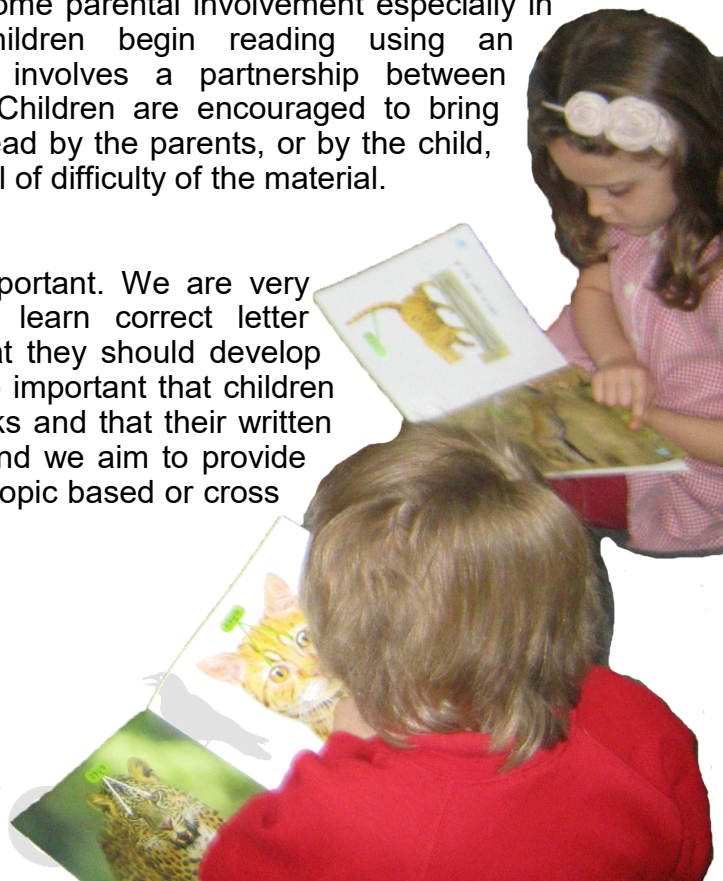 ome parental involvement especially in
hildren begin reading using an
involves a partnership between
Children are encouraged to bring
ead by the parents, or by the child,
l of difficulty of the material.
portant. We are very
learn correct letter
at they should develop
important that children
ks and that their written
nd we aim to provide
opic based or cross